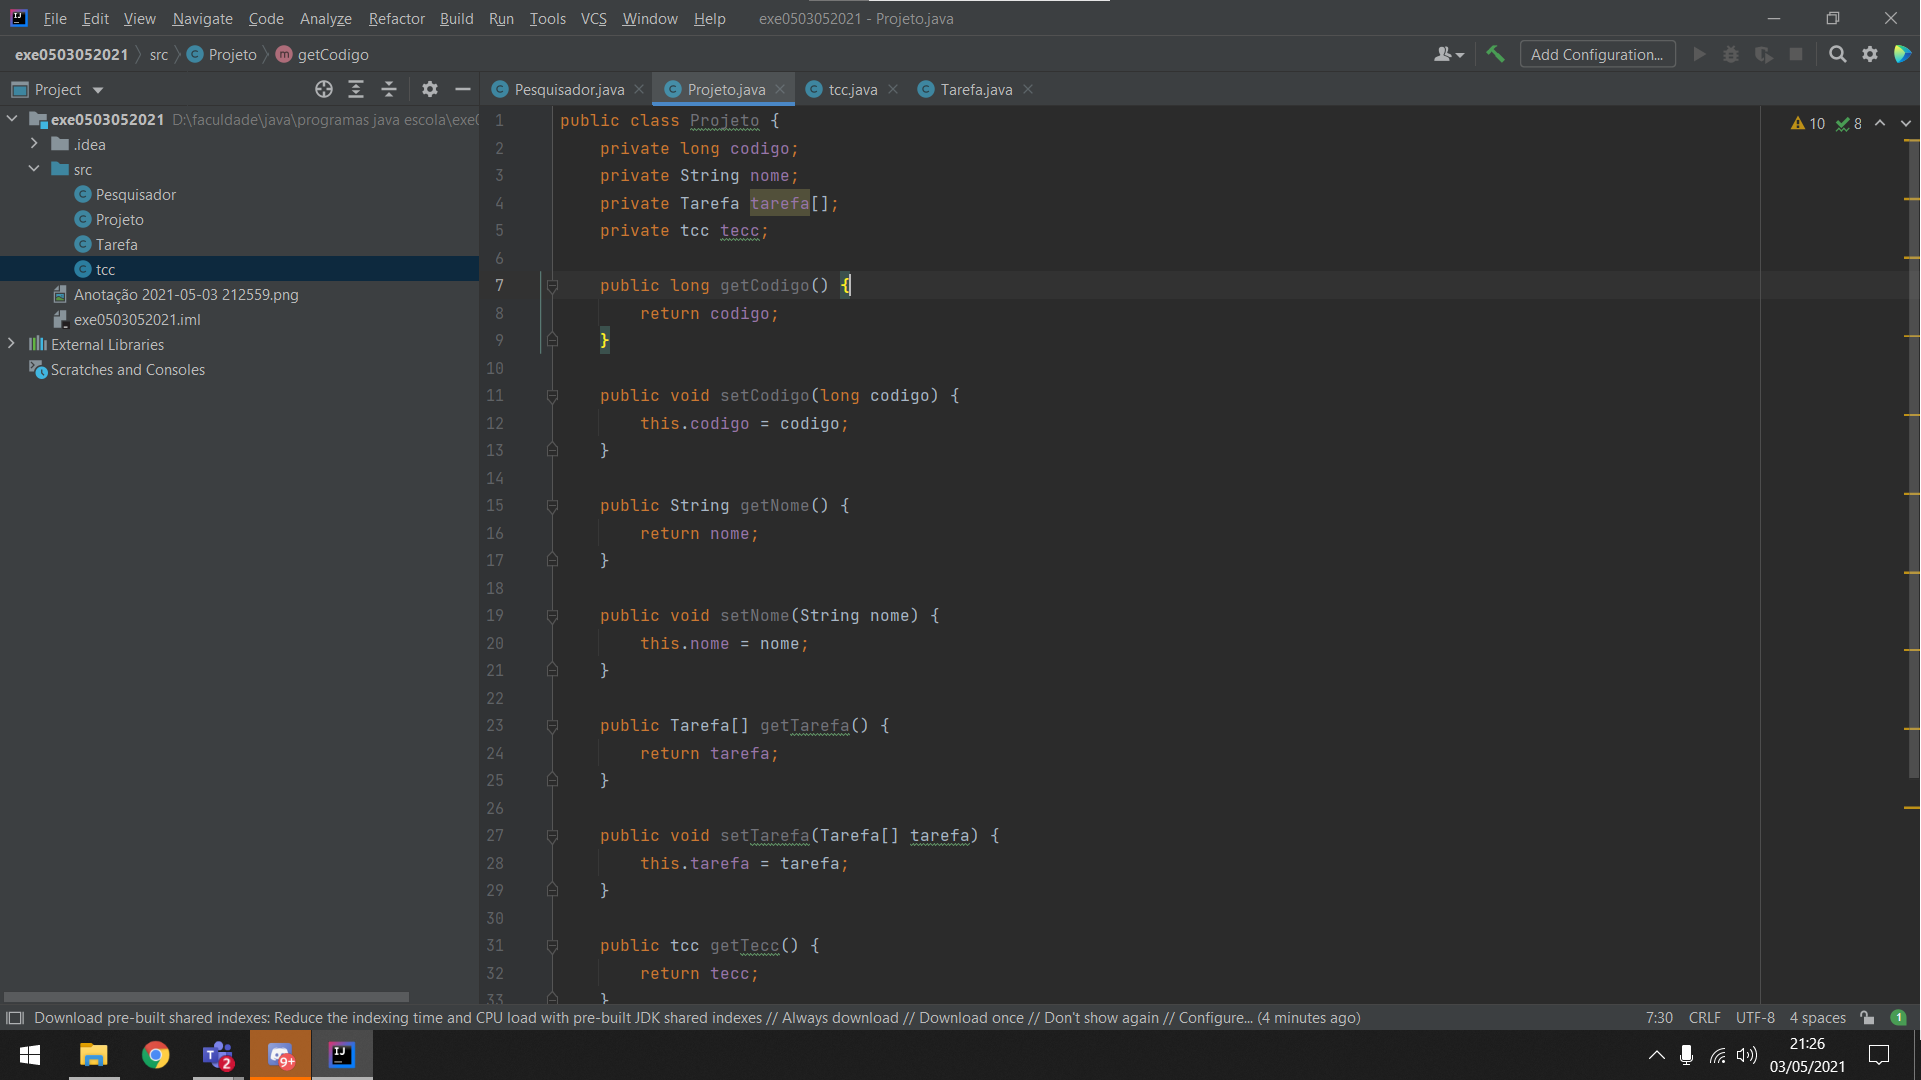 File Edit View Navigate Code Analyze Refactor Build Run Tools VCS Window Help exe0503052021 - Projeto.java
exe0503052021 src Projeto getCodigo Add Configuration...
Project
Pesquisador.java Projeto.java tcc.java Tarefa.java
exe0503052021 D:\faculdade\java\programas java escola\exe0
.idea
src
Pesquisador
Projeto
Tarefa
tcc
Anotação 2021-05-03 212559.png
exe0503052021.iml
External Libraries
Scratches and Consoles
10 8
1 public class Projeto {
2 private long codigo;
3 private String nome;
4 private Tarefa tarefa[];
5 private tcc tecc;
6
7 public long getCodigo() {
8 return codigo;
9 }
10
11 public void setCodigo(long codigo) {
12 this.codigo = codigo;
13 }
14
15 public String getNome() {
16 return nome;
17 }
18
19 public void setNome(String nome) {
20 this.nome = nome;
21 }
22
23 public Tarefa[] getTarefa() {
24 return tarefa;
25 }
26
27 public void setTarefa(Tarefa[] tarefa) {
28 this.tarefa = tarefa;
29 }
30
31 public tcc getTecc() {
32 return tecc;
33 }
Download pre-built shared indexes: Reduce the indexing time and CPU load with pre-built JDK shared indexes // Always download // Download once // Don't show again // Configure... (4 minutes ago) 7:30 CRLF UTF-8 4 spaces 1
2 9+ IJ
21:26
03/05/2021